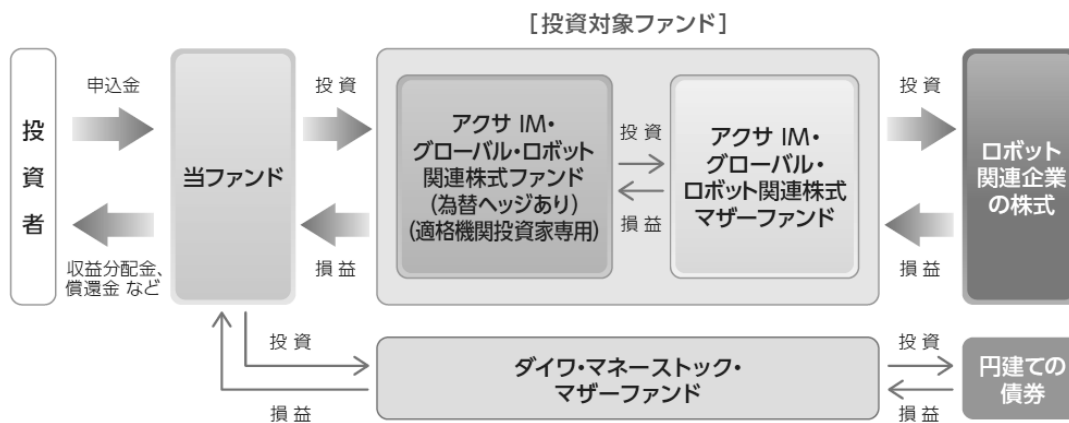 [投資対象ファンド]
投資者
申込金
収益分配金、
償還金 など
当ファンド
投資
損益
アクサ IM・
グローバル・ロボット
関連株式ファンド
(為替ヘッジあり)
(適格機関投資家専用)
投資
損益
アクサ IM・
グローバル・
ロボット関連株式
マザーファンド
投資
損益
ロボット
関連企業
の株式
投資
損益
ダイワ・マネーストック・
マザーファンド
投資
損益
円建ての
債券